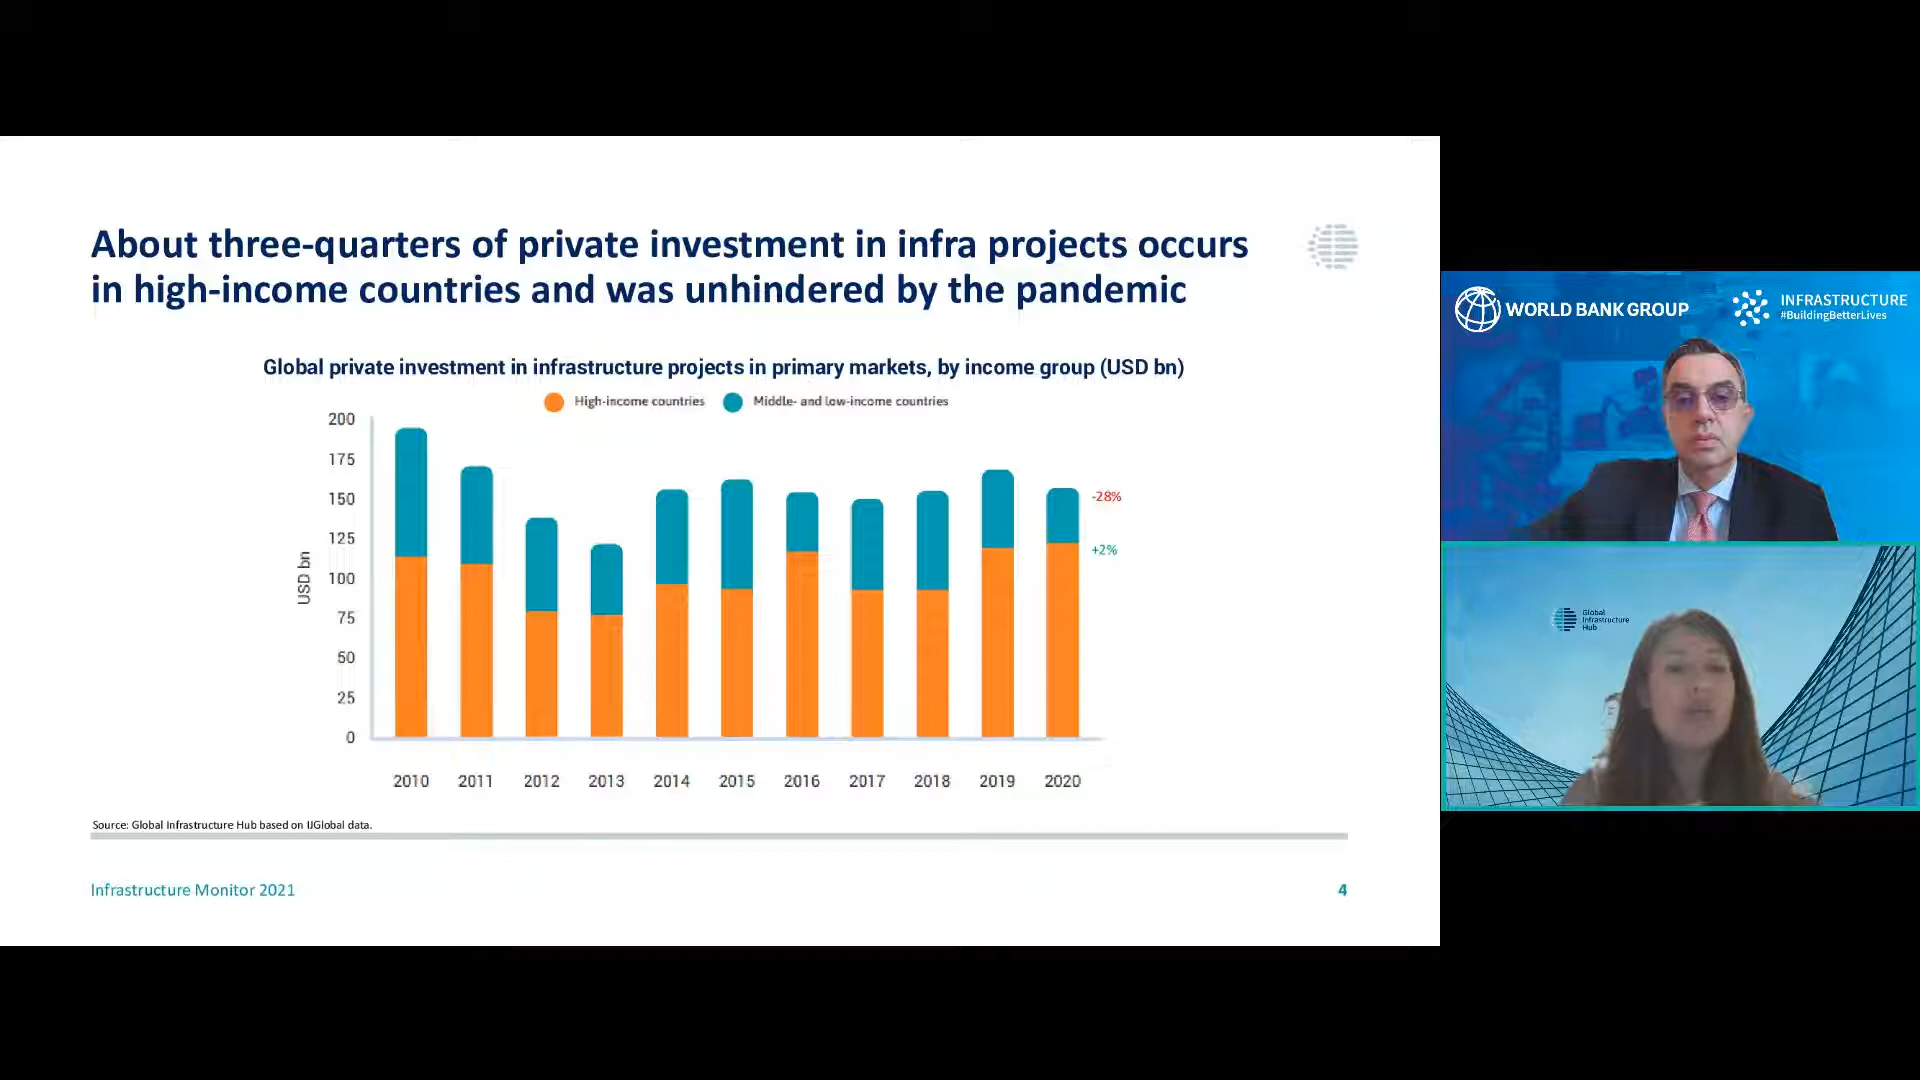 About three-quarters of private investment in infra projects occurs
in high-income countries and was unhindered by the pandemic
Global private investment in infrastructure projects in primary markets, by income group (USD bn)
High-income countries
Middle- and low-income countries
200
175
150
125
100
75
50
25
0
USD bn
-28%
+2%
2010 2011 2012 2013 2014 2015 2016 2017 2018 2019 2020
Source: Global Infrastructure Hub based on IJGlobal data.
Infrastructure Monitor 2021
4
WORLD BANK GROUP
INFRASTRUCTURE
#BuildingBetterLives
Global
Infrastructure
Hub